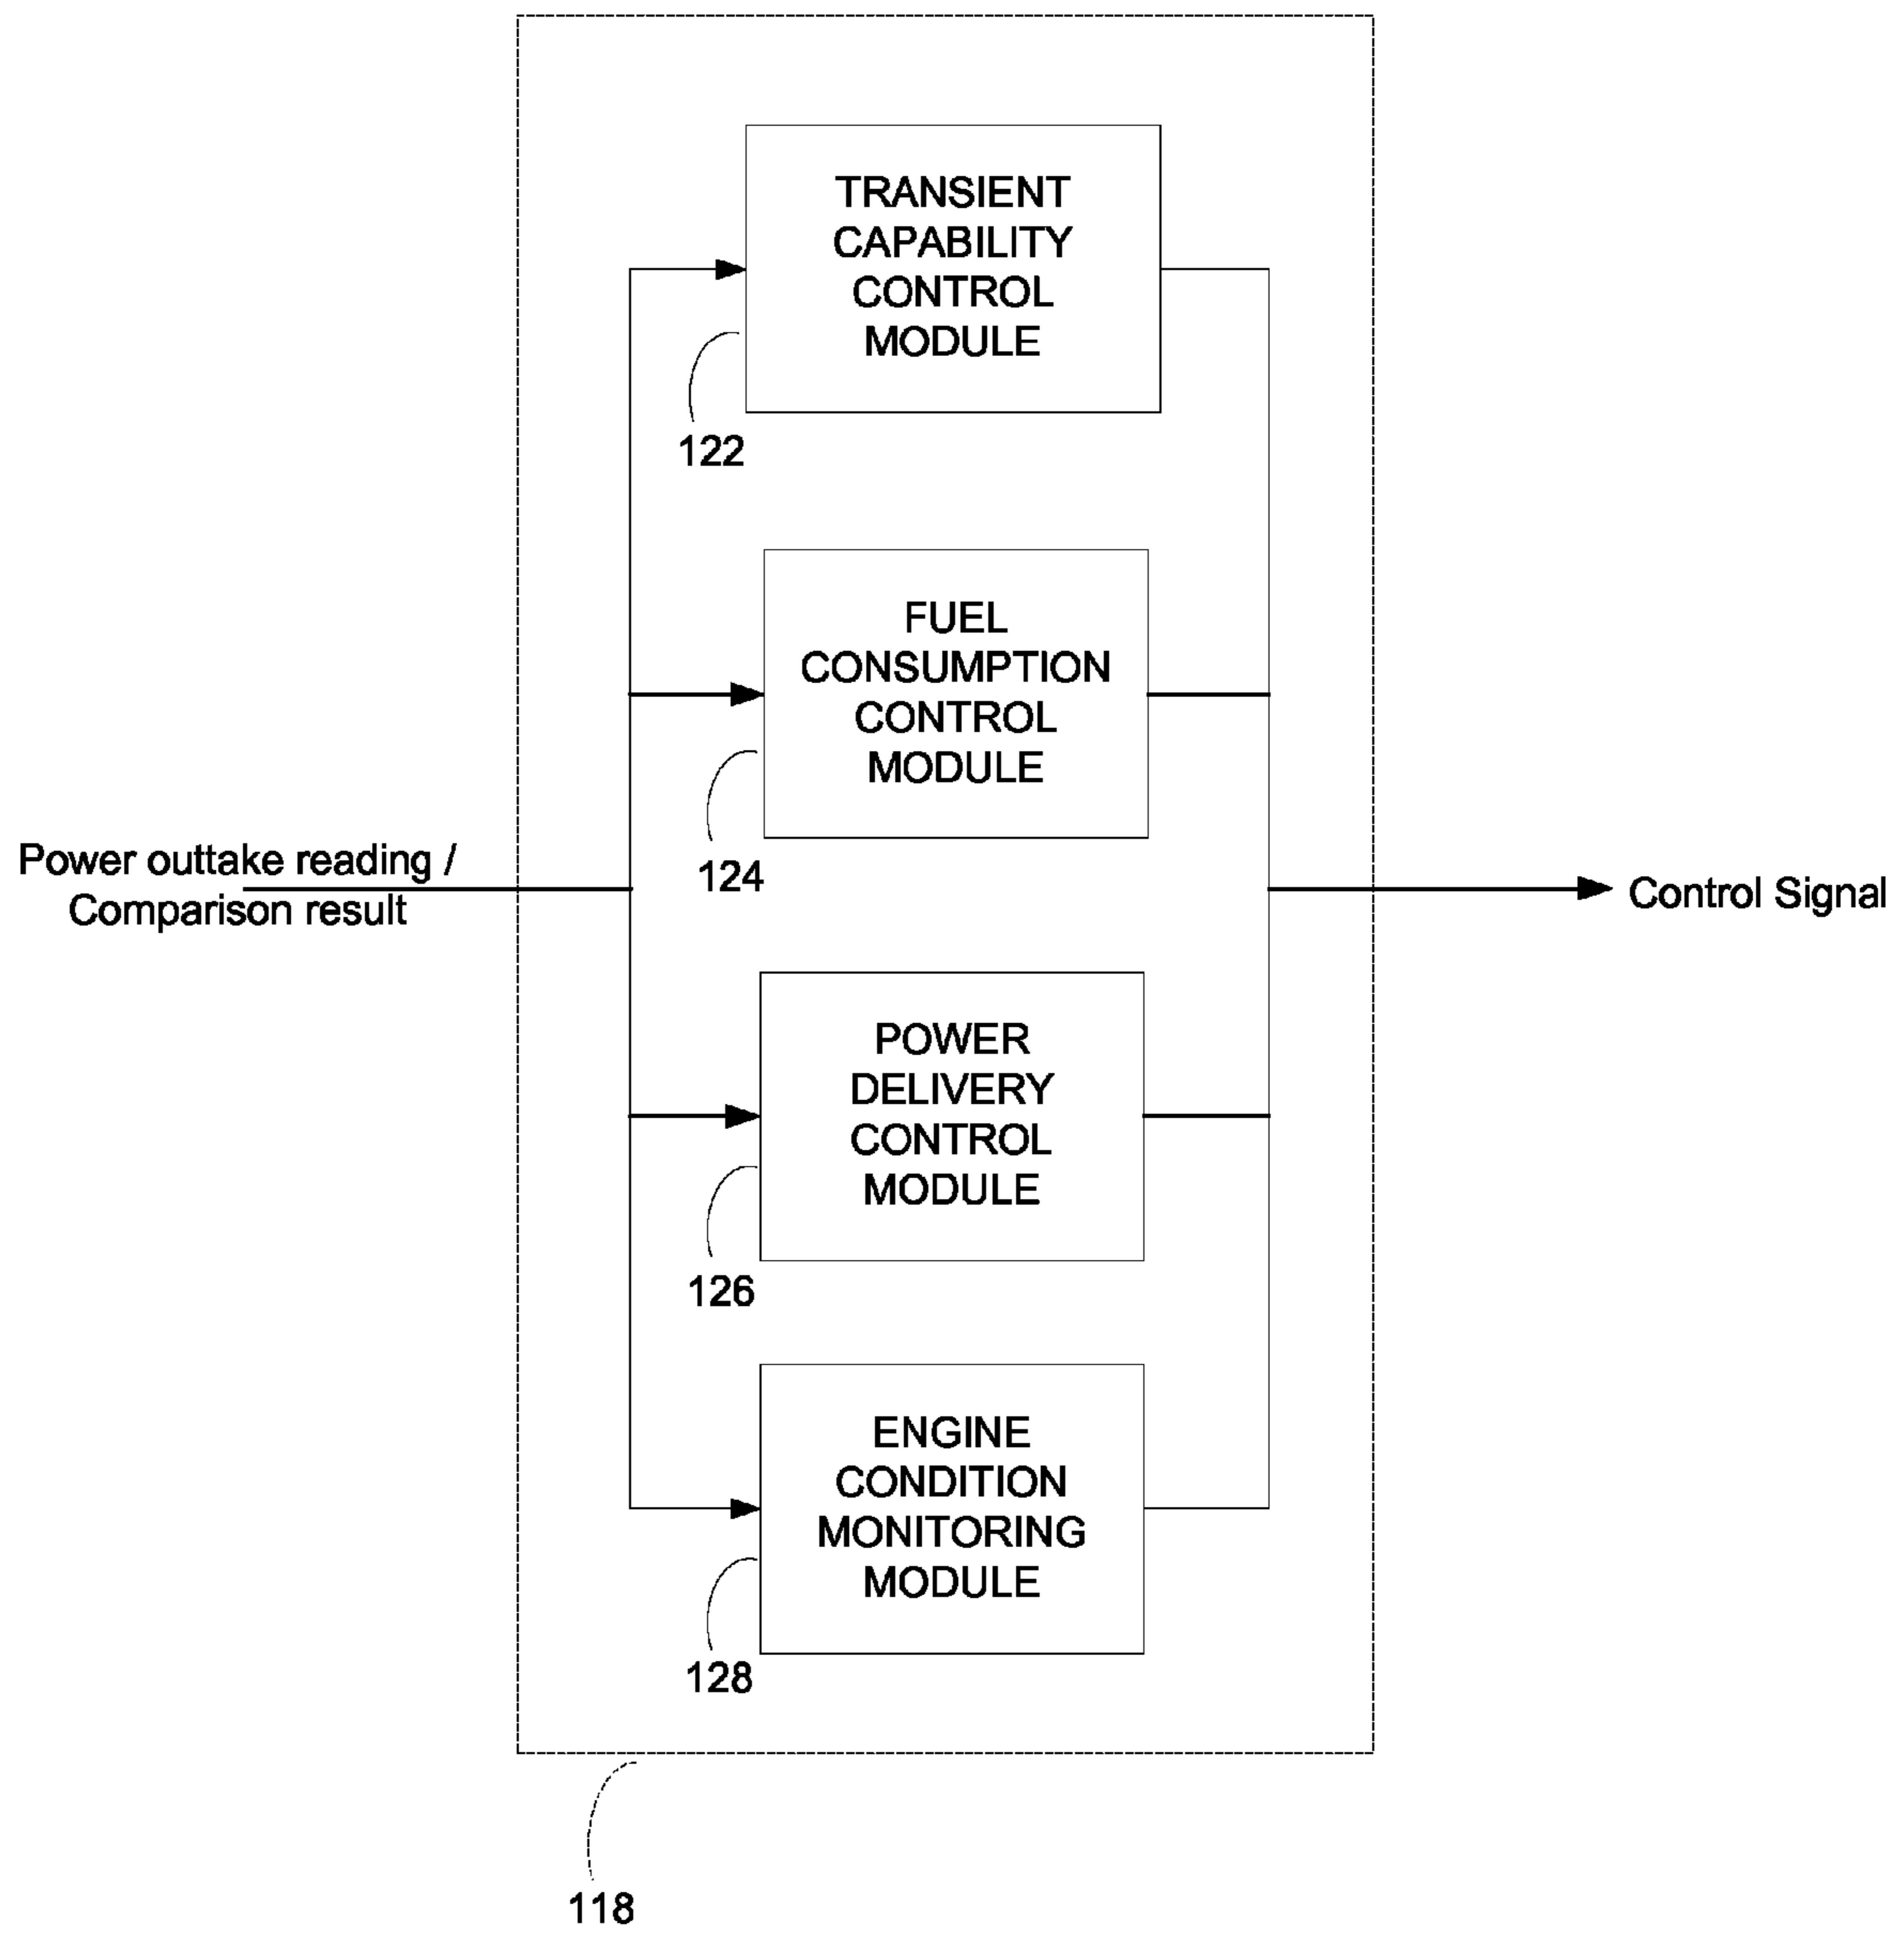 TRANSIENT
CAPABILITY
CONTROL
MODULE
122
FUEL
CONSUMPTION
CONTROL
MODULE
124
Power outtake reading /
Comparison result
Control Signal
POWER
DELIVERY
CONTROL
MODULE
126
ENGINE
CONDITION
MONITORING
MODULE
128
118